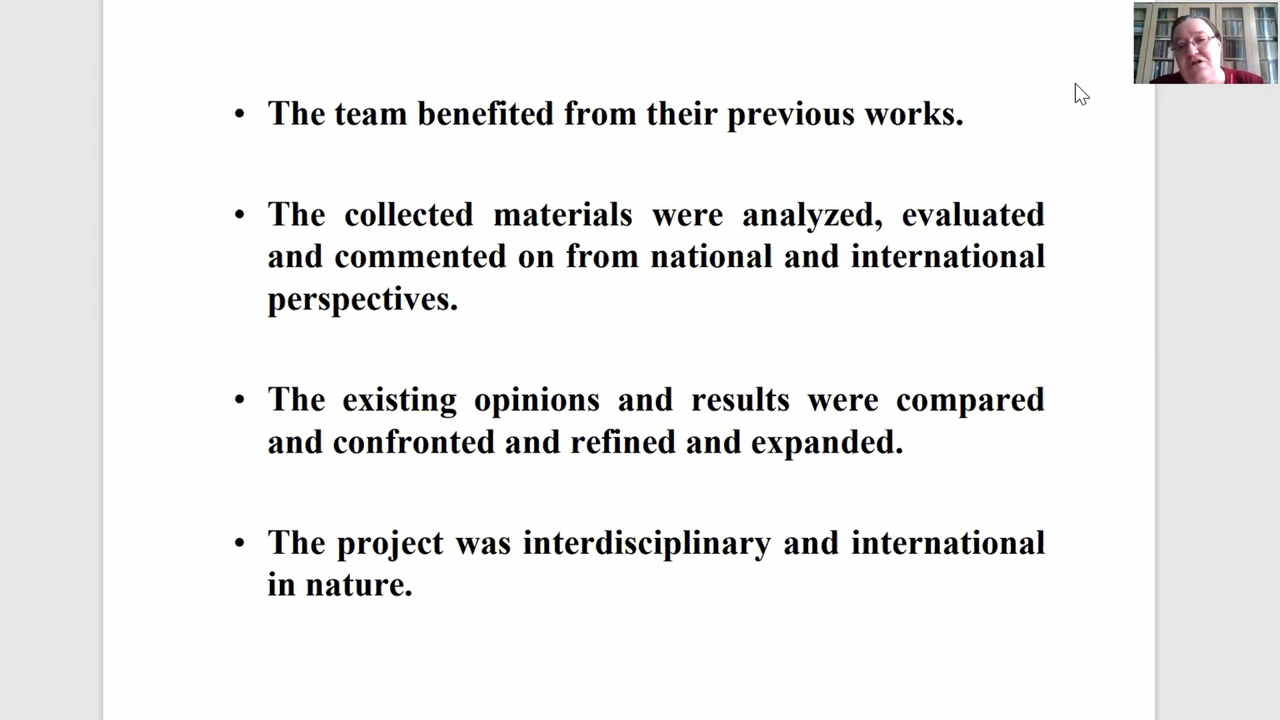 • The team benefited from their previous works.
• The collected materials were analyzed, evaluated
and commented on from national and international
perspectives.
• The existing opinions and results were compared
and confronted and refined and expanded.
• The project was interdisciplinary and international
in nature.